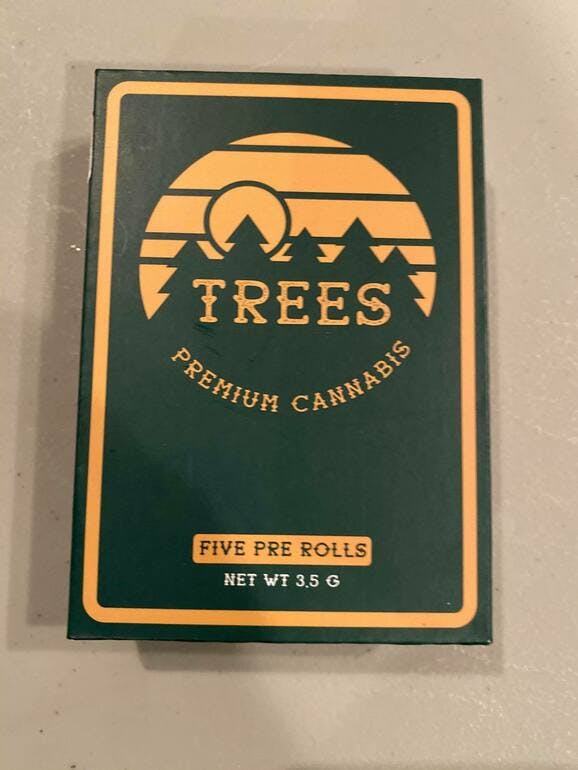 TREES
PREMIUM CANNABIS
FIVE PRE ROLLS
NET WT 3.5 G